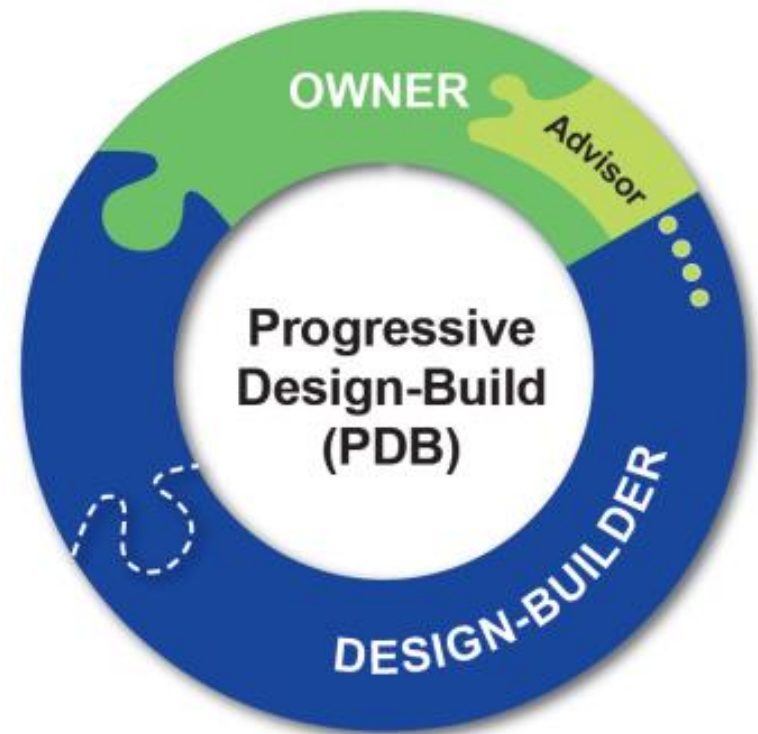 OWNER
Advisor
Progressive
Design-Build
(PDB)
DESIGN-BUILDER